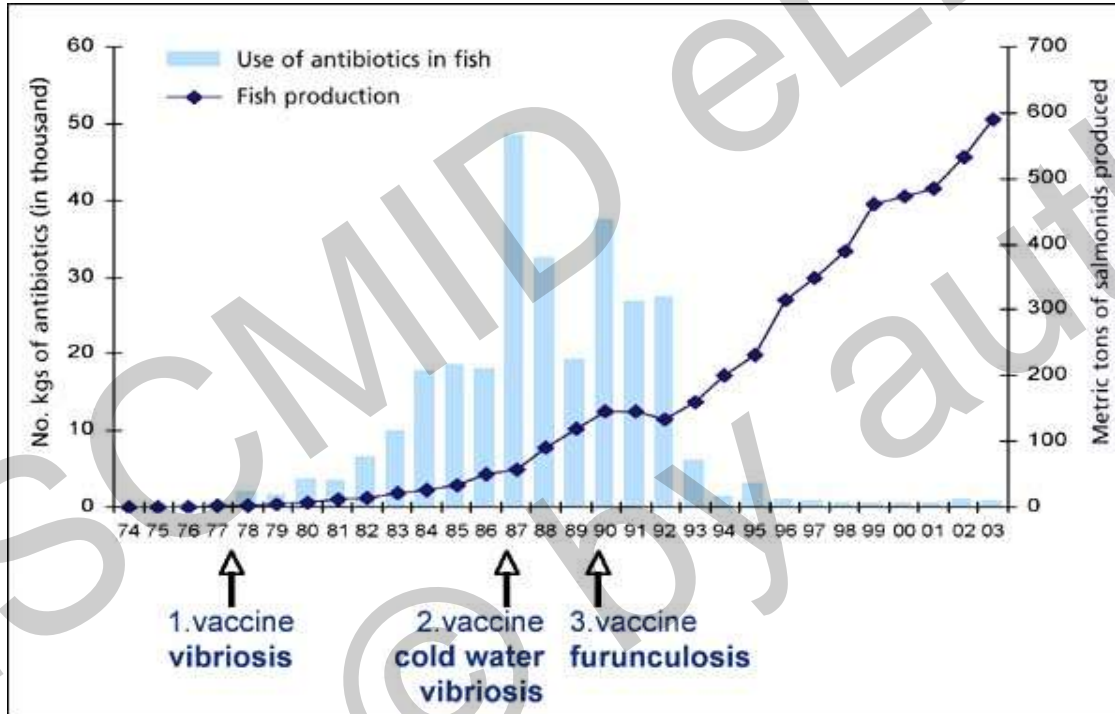 60
50
40
30
20
10
0
No. kgs of antibiotics (in thousand)
Use of antibiotics in fish
Fish production
700
600
500
400
300
200
100
0
Metric tons of salmonids produced
74 75 76 77 78 79 80 81 82 83 84 85 86 87 88 89 90 91 92 93 94 95 96 97 98 99 00 01 02 03
1.vaccine
vibriosis
2.vaccine
cold water
vibriosis
3.vaccine
furunculosis
SCMID eLi
© by aut